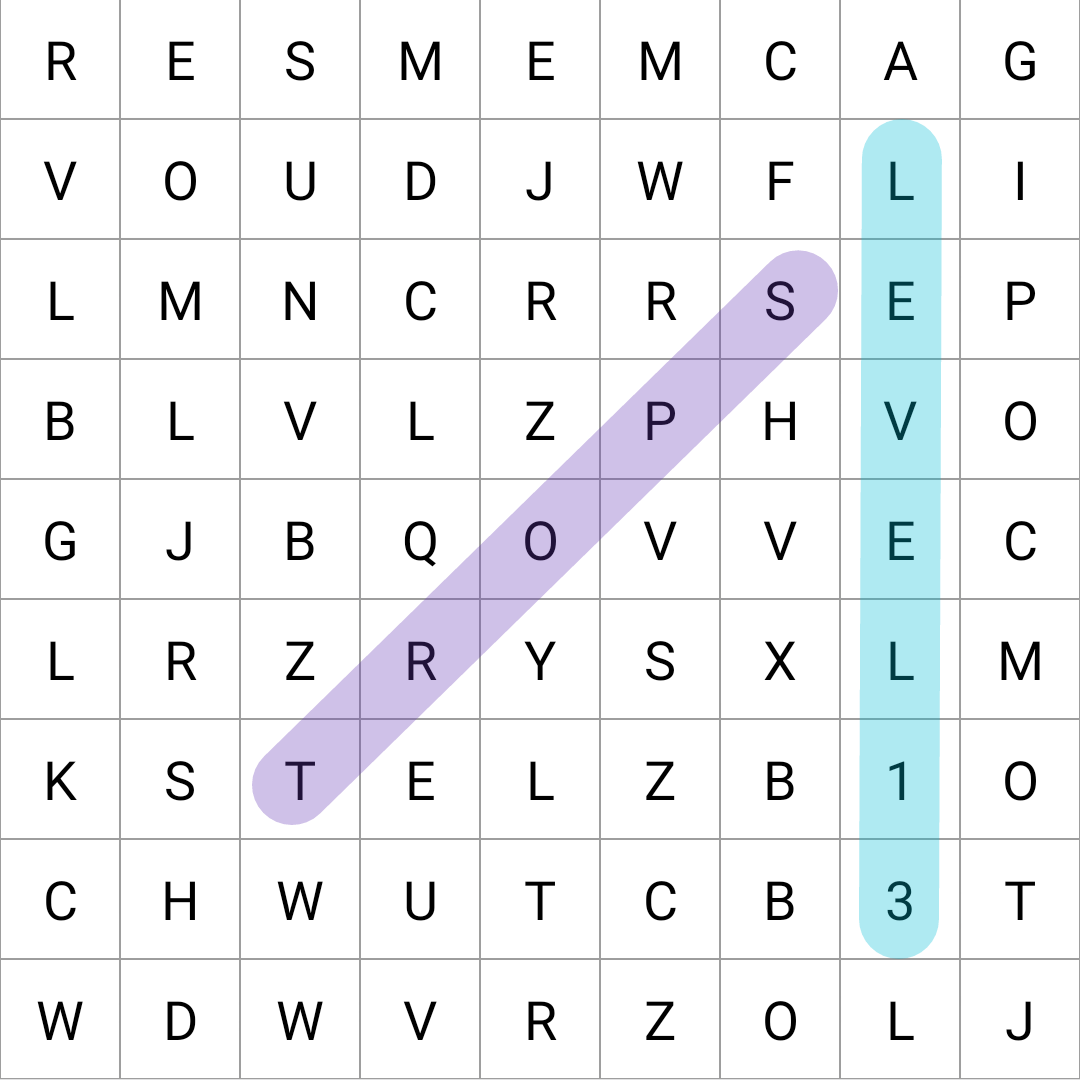 R E S M E M C A G
V O U D J W F L I
L M N C R R S E P
B L V L Z P H V O
G J B Q O V V E C
L R Z R Y S X L M
K S T E L Z B 1 O
C H W U T C B 3 T
W D W V R Z O L J